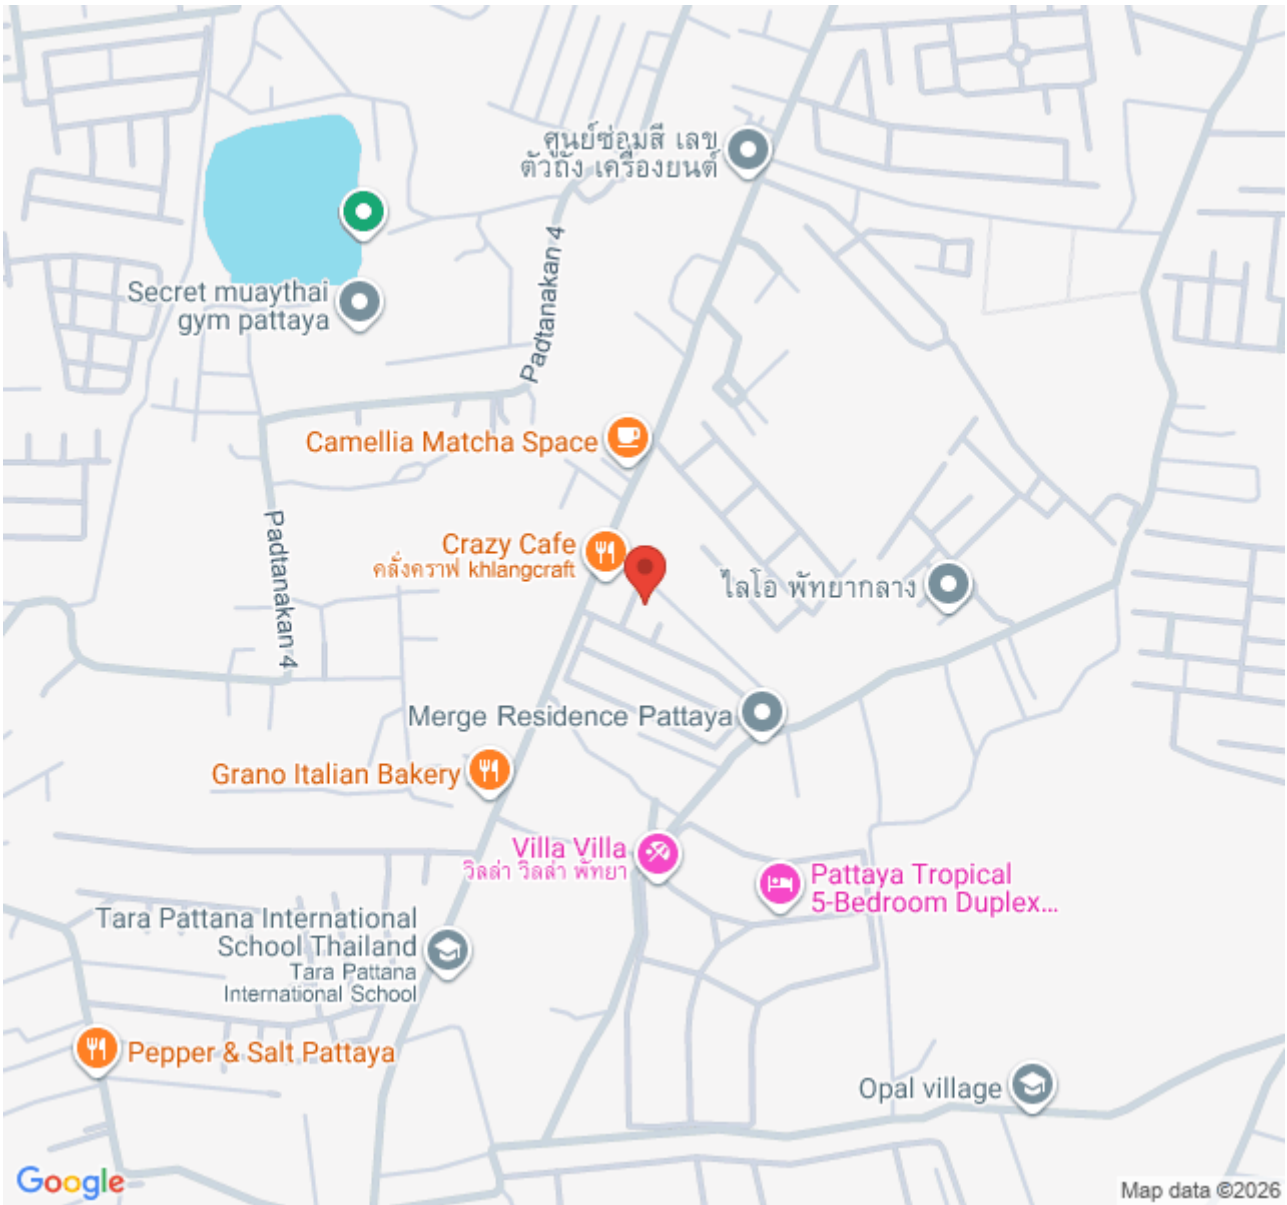 ศูนย์ซ่อมสี เลข
ตัวถัง เครื่องยนต์
Padtanakan 4
Secret muaythai
gym pattaya
Camellia Matcha Space
Padtanakan 4
Crazy Cafe
คลั่งคราฟ khlangcraft
ไลโอ พัทยากลาง
Merge Residence Pattaya
Grano Italian Bakery
Villa Villa
วิลล่า วิลล่า พัทยา
Pattaya Tropical
5-Bedroom Duplex...
Tara Pattana International
School Thailand
Tara Pattana
International School
Pepper & Salt Pattaya
Opal village
Google
Map data ©2026